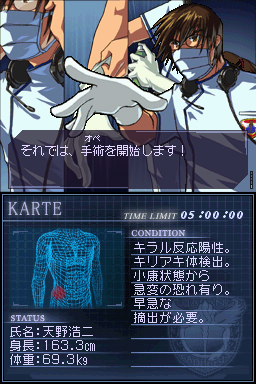 オペ
それでは、手術を開始します！
KARTE
TIME LIMIT 05:00:00
CONDITION
キラル反応陽性。
キリアキ体検出。
小康状態から
急変の恐れ有り。
早急な
摘出が必要。
STATUS
氏名:天野浩二
身長:163.3cm
体重:69.3kg